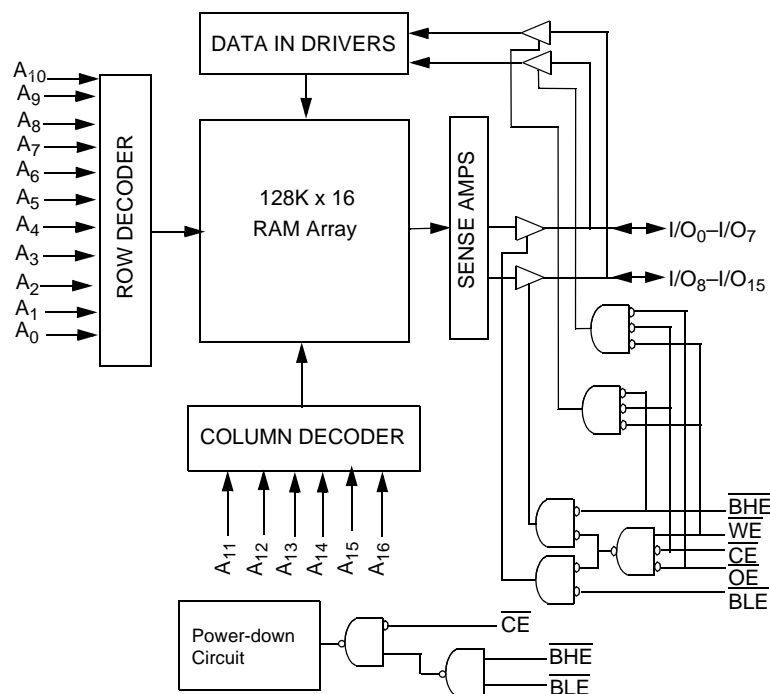 DATA IN DRIVERS
A10
A9
A8
A7
A6
A5
A4
A3
A2
A1
A0
ROW DECODER
128K x 16
RAM Array
SENSE AMPS
I/O0–I/O7
I/O8–I/O15
COLUMN DECODER
A11
A12
A13
A14
A15
A16
BHE
WE
CE
OE
BLE
Power-down
Circuit
CE
BHE
BLE